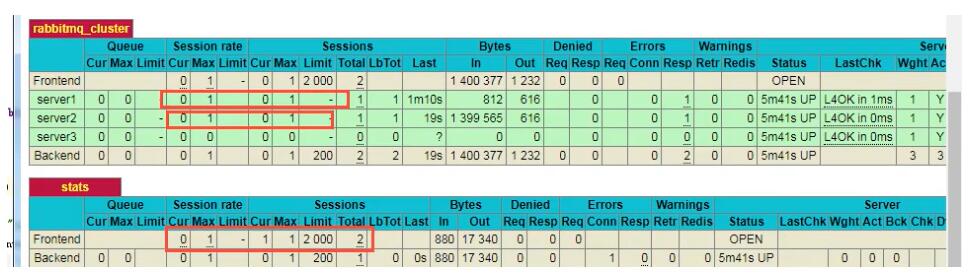 rabbitmq_cluster
Queue Session rate Sessions Bytes Denied Errors Warnings Serve
Cur Max Limit Cur Max Limit Cur Max Limit Total LbTot Last In Out Req Resp Req Conn Resp Retr Redis Status LastChk Wght Ac
Frontend 0 1 - 0 1 2 000 2 1 400 377 1 232 0 0 0 OPEN
server1 0 0 - 0 1 0 1 - 1 1 1m10s 812 616 0 0 1 0 0 5m41s UP L4OK in 1ms 1 Y
server2 0 0 - 0 1 0 1 - 1 1 19s 1 399 565 616 0 0 1 0 0 5m41s UP L4OK in 0ms 1 Y
server3 0 0 - 0 0 0 0 - 0 0 ? 0 0 0 0 0 0 0 5m41s UP L4OK in 0ms 1 Y
Backend 0 0 0 1 0 1 200 2 2 19s 1 400 377 1 232 0 0 0 2 0 0 5m41s UP 3 3
stats
Queue Session rate Sessions Bytes Denied Errors Warnings Server
Cur Max Limit Cur Max Limit Cur Max Limit Total LbTot Last In Out Req Resp Req Conn Resp Retr Redis Status LastChk Wght Act Bck Chk D
Frontend 0 1 - 1 1 2 000 2 880 17 340 0 0 0 OPEN
Backend 0 0 0 1 0 1 200 1 0 0s 880 17 340 0 0 1 0 0 0 5m41s UP 0 0 0